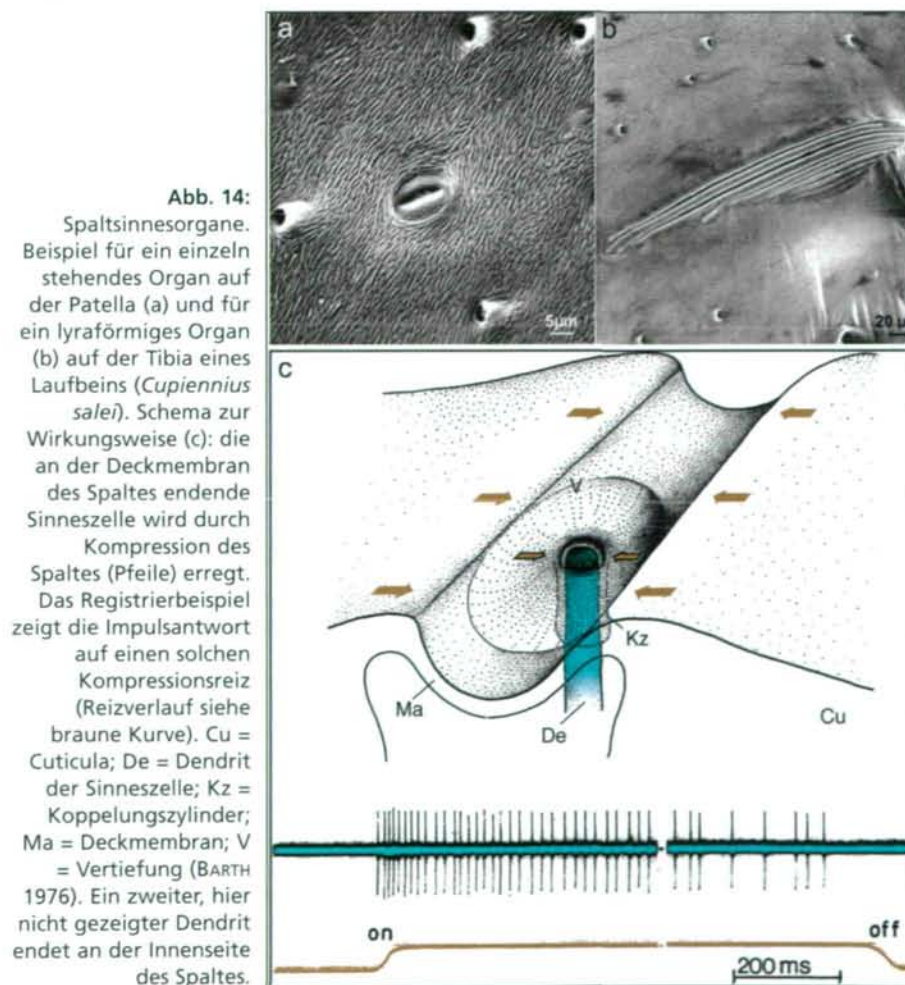 Abb. 14:
Spaltsinnesorgane.
Beispiel für ein einzeln
stehendes Organ auf
der Patella (a) und für
ein lyraförmiges Organ
(b) auf der Tibia eines
Laufbeins (Cupiennius
salei). Schema zur
Wirkungsweise (c): die
an der Deckmembran
des Spaltes endende
Sinneszelle wird durch
Kompression des
Spaltes (Pfeile) erregt.
Das Registrierbeispiel
zeigt die Impulsantwort
auf einen solchen
Kompressionsreiz
(Reizverlauf siehe
braune Kurve). Cu =
Cuticula; De = Dendrit
der Sinneszelle; Kz =
Koppelungszylinder;
Ma = Deckmembran; V
= Vertiefung (BARTH
1976). Ein zweiter, hier
nicht gezeigter Dendrit
endet an der Innenseite
des Spaltes.
a
5µm
b
20 µ
c
V
Kz
Ma
De
Cu
on
off
200 ms